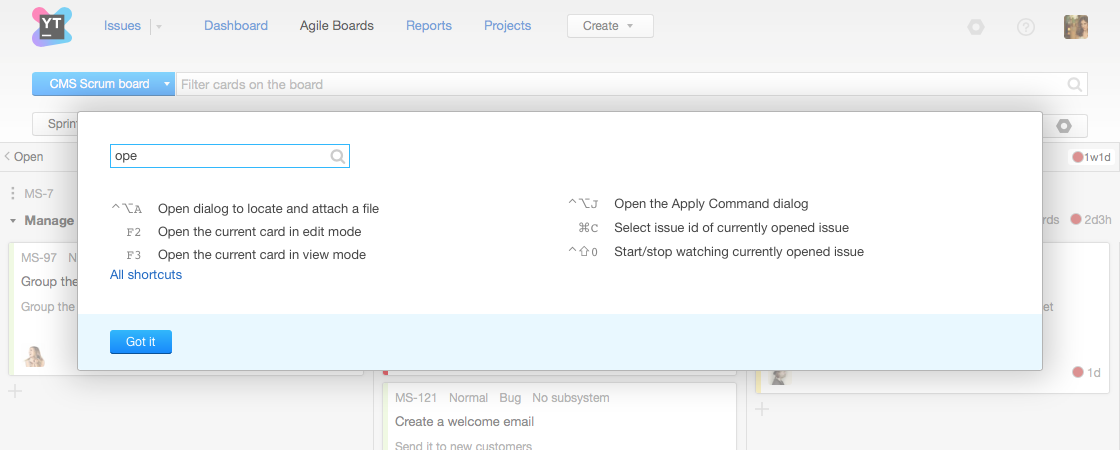 YT
Issues Dashboard Agile Boards Reports Projects Create
CMS Scrum board Filter cards on the board
Sprin
Open 1w1d
MS-7
Manage rds 2d3h
ope
^⌥A Open dialog to locate and attach a file
F2 Open the current card in edit mode
F3 Open the current card in view mode
All shortcuts
^⌥J Open the Apply Command dialog
⌘C Select issue id of currently opened issue
^⇧0 Start/stop watching currently opened issue
Got it
MS-97 N
Group the
Group the
et
1d
MS-121 Normal Bug No subsystem
Create a welcome email
Send it to new customers